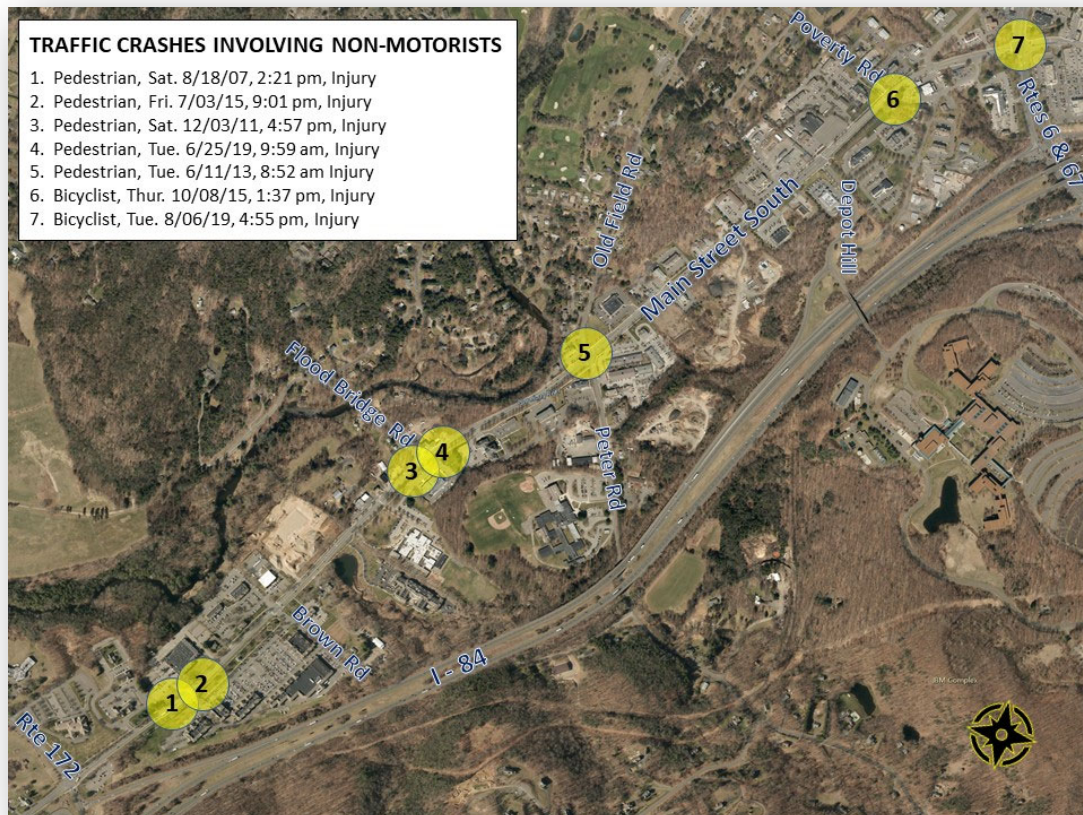 TRAFFIC CRASHES INVOLVING NON-MOTORISTS
1. Pedestrian, Sat. 8/18/07, 2:21 pm, Injury
2. Pedestrian, Fri. 7/03/15, 9:01 pm, Injury
3. Pedestrian, Sat. 12/03/11, 4:57 pm, Injury
4. Pedestrian, Tue. 6/25/19, 9:59 am, Injury
5. Pedestrian, Tue. 6/11/13, 8:52 am Injury
6. Bicyclist, Thur. 10/08/15, 1:37 pm, Injury
7. Bicyclist, Tue. 8/06/19, 4:55 pm, Injury
Poverty Rd
7
6
Rtes 6 & 67
Old Field Rd
Depot Hill
Main Street South
5
Flood Bridge Rd
4
3
Peter Rd
Brown Rd
I - 84
2
1
Rte 172
IBM Complex